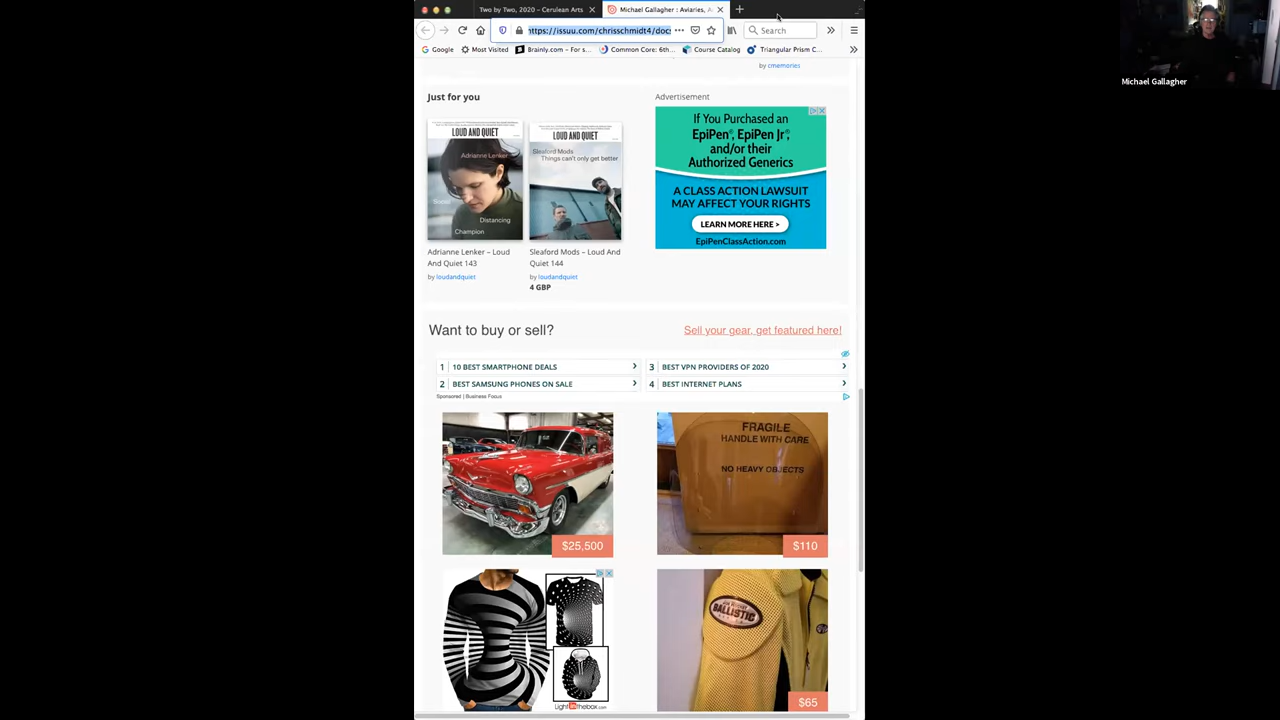 Two by Two, 2020 – Cerulean Arts
Michael Gallagher : Aviaries, A
https://issuu.com/chrisschmidt4/docs
Search
Google
Most Visited
Brainly.com - For s...
Common Core: 6th...
Course Catalog
Triangular Prism C...
by cmemories
Michael Gallagher
Just for you
LOUD AND QUIET
Adrianne Lenker
Social
Distancing
Champion
LOUD AND QUIET
Sleaford Mods
Things can't only get better
Adrianne Lenker – Loud
And Quiet 143
by loudandquiet
Sleaford Mods – Loud And
Quiet 144
by loudandquiet
4 GBP
Advertisement
If You Purchased an
EpiPen®, EpiPen Jr®,
and/or their
Authorized Generics
A CLASS ACTION LAWSUIT
MAY AFFECT YOUR RIGHTS
LEARN MORE HERE >
EpiPenClassAction.com
Want to buy or sell?
Sell your gear, get featured here!
1 10 BEST SMARTPHONE DEALS
2 BEST SAMSUNG PHONES ON SALE
3 BEST VPN PROVIDERS OF 2020
4 BEST INTERNET PLANS
Sponsored | Business Focus
$25,500
FRAGILE
HANDLE WITH CARE
NO HEAVY OBJECTS
$110
LightInTheBox.com
BALLISTIC
$65